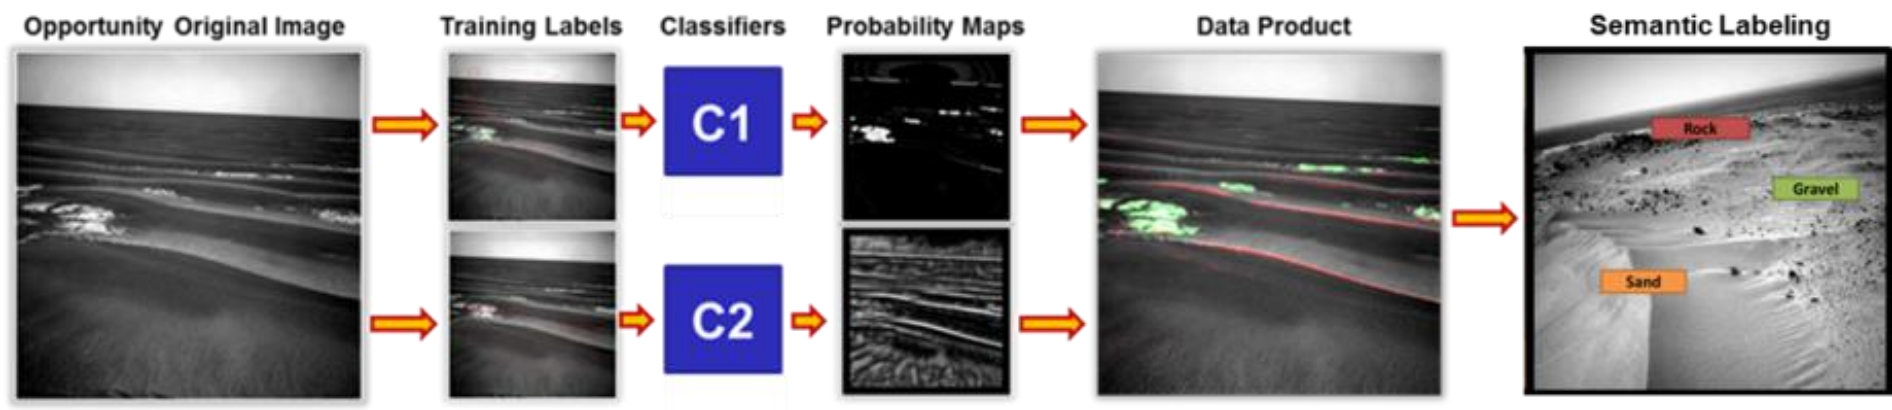 Opportunity Original Image
Training Labels
Classifiers
Probability Maps
Data Product
Semantic Labeling
C1
C2
Rock
Gravel
Sand